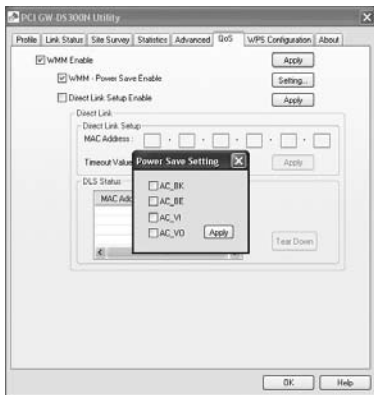 PCI GW-DS300N Utility
Profile Link Status Site Survey Statistics Advanced QoS WPS Configuration About
WMM Enable Apply
WMM - Power Save Enable Setting...
Direct Link Setup Enable Apply
Direct Link
Direct Link Setup
MAC Address :
Timeout Value Apply
Power Save Setting
DLS Status
MAC Add
AC_BK
AC_BE
AC_VI
AC_VO Apply
Tear Down
OK Help